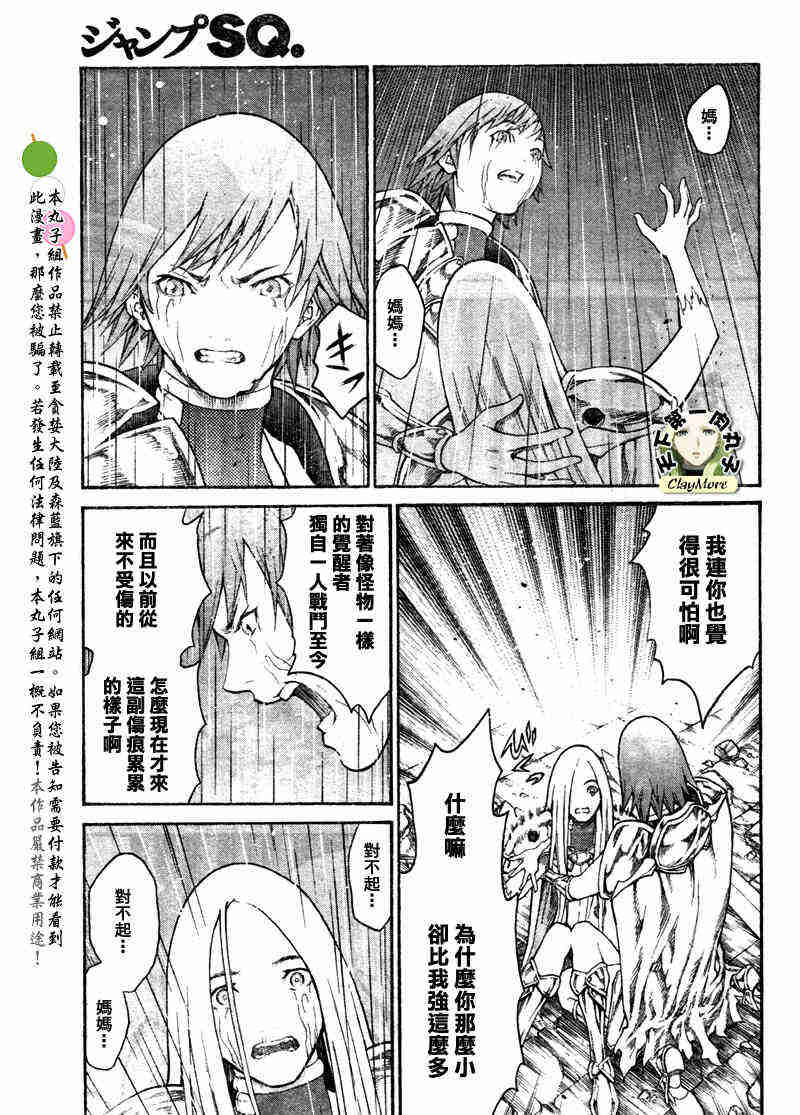 ジャンプSQ.
媽…
媽媽…
天下第一肉女王
ClayMore
我連你也覺
得很可怕啊
什麼嘛
為什麼你那麼小
卻比我強這麼多
對著像怪物一樣
的覺醒者
獨自一人戰鬥至今
而且以前從
來不受傷的
怎麼現在才來
這副傷痕累累
的樣子啊
對不起…
對不起…
媽媽…
本丸子組作品禁止轉載至貪婪大陸及森藍旗下的任何網站。如果您被告知需要付款才能看到
此漫畫，那麼您被騙了。若發生任何法律問題，本丸子組一概不負責！本作品嚴禁商業用途！